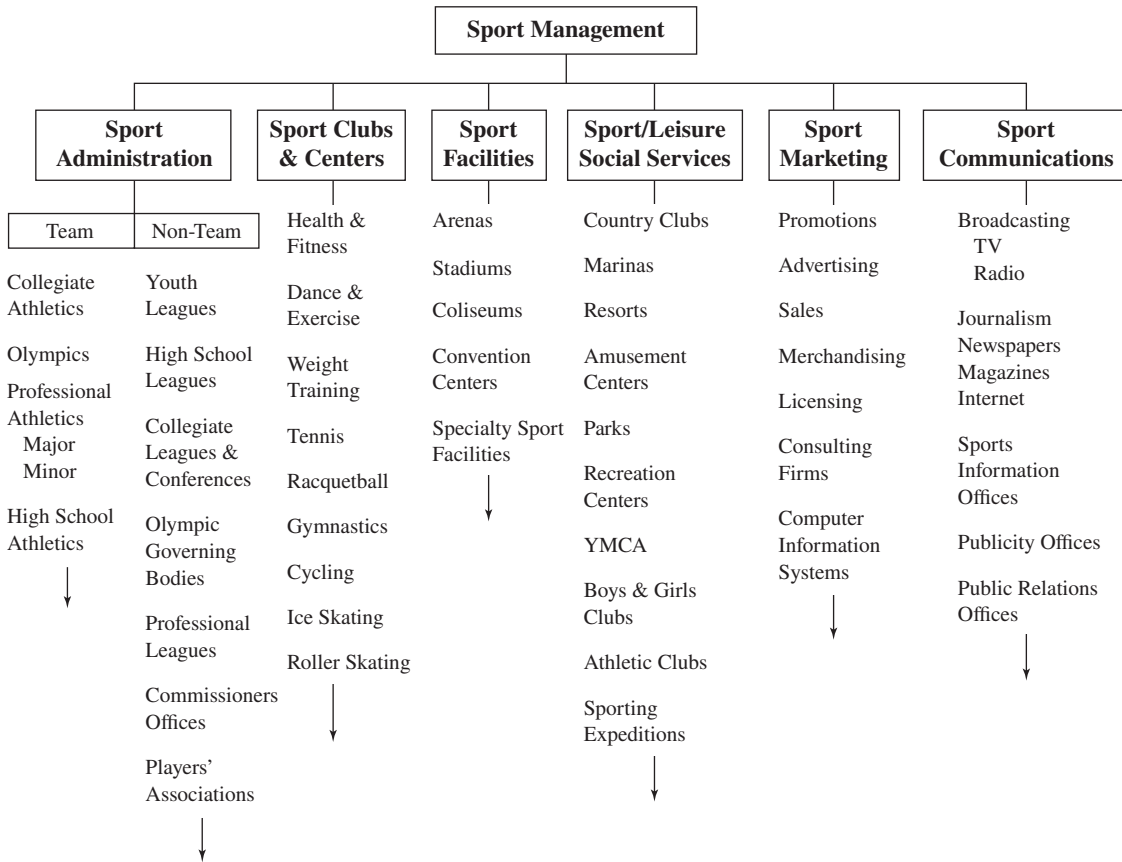 Sport Management
Sport
Administration
Team
Non-Team
Collegiate
Athletics
Olympics
Professional
Athletics
Major
Minor
High School
Athletics
Youth
Leagues
High School
Leagues
Collegiate
Leagues &
Conferences
Olympic
Governing
Bodies
Professional
Leagues
Commissioners
Offices
Players'
Associations
Sport Clubs
& Centers
Health &
Fitness
Dance &
Exercise
Weight
Training
Tennis
Racquetball
Gymnastics
Cycling
Ice Skating
Roller Skating
Sport
Facilities
Arenas
Stadiums
Coliseums
Convention
Centers
Specialty Sport
Facilities
Sport/Leisure
Social Services
Country Clubs
Marinas
Resorts
Amusement
Centers
Parks
Recreation
Centers
YMCA
Boys & Girls
Clubs
Athletic Clubs
Sporting
Expeditions
Sport
Marketing
Promotions
Advertising
Sales
Merchandising
Licensing
Consulting
Firms
Computer
Information
Systems
Sport
Communications
Broadcasting
TV
Radio
Journalism
Newspapers
Magazines
Internet
Sports
Information
Offices
Publicity Offices
Public Relations
Offices